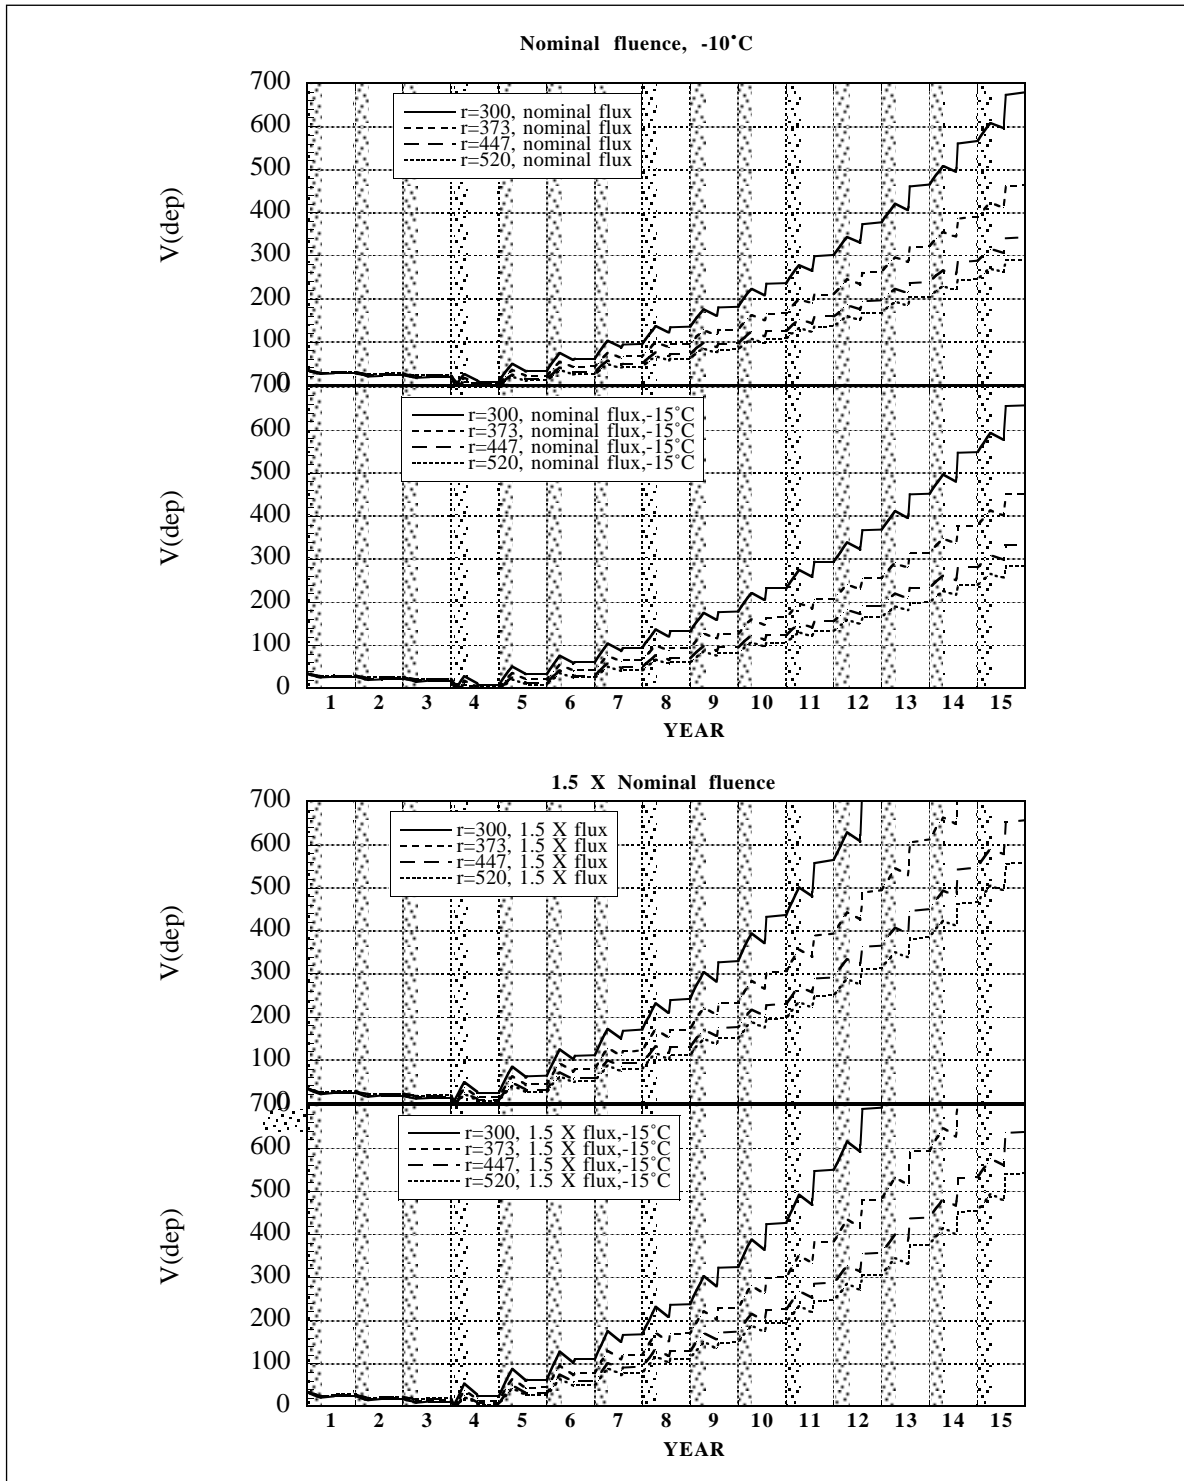 Nominal fluence, -10˚C
700
600
500
400
300
200
100
0
V(dep)
r=300, nominal flux
r=373, nominal flux
r=447, nominal flux
r=520, nominal flux
700
600
500
400
300
200
100
0
V(dep)
r=300, nominal flux,-15˚C
r=373, nominal flux,-15˚C
r=447, nominal flux,-15˚C
r=520, nominal flux,-15˚C
1 2 3 4 5 6 7 8 9 10 11 12 13 14 15
YEAR
1.5 X Nominal fluence
700
600
500
400
300
200
100
0
V(dep)
r=300, 1.5 X flux
r=373, 1.5 X flux
r=447, 1.5 X flux
r=520, 1.5 X flux
700
600
500
400
300
200
100
0
V(dep)
r=300, 1.5 X flux,-15˚C
r=373, 1.5 X flux,-15˚C
r=447, 1.5 X flux,-15˚C
r=520, 1.5 X flux,-15˚C
1 2 3 4 5 6 7 8 9 10 11 12 13 14 15
YEAR